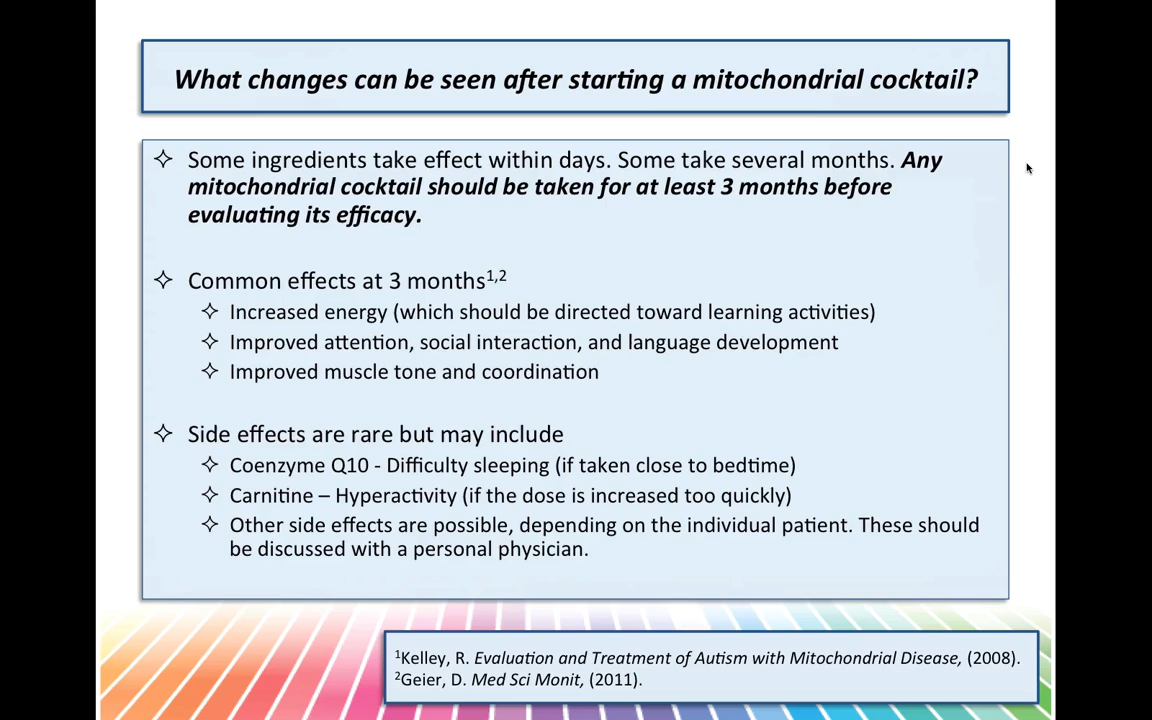 What changes can be seen after starting a mitochondrial cocktail?
✧ Some ingredients take effect within days. Some take several months. Any
mitochondrial cocktail should be taken for at least 3 months before
evaluating its efficacy.
✧ Common effects at 3 months1,2
✧ Increased energy (which should be directed toward learning activities)
✧ Improved attention, social interaction, and language development
✧ Improved muscle tone and coordination
✧ Side effects are rare but may include
✧ Coenzyme Q10 - Difficulty sleeping (if taken close to bedtime)
✧ Carnitine – Hyperactivity (if the dose is increased too quickly)
✧ Other side effects are possible, depending on the individual patient. These should
be discussed with a personal physician.
1Kelley, R. Evaluation and Treatment of Autism with Mitochondrial Disease, (2008).
2Geier, D. Med Sci Monit, (2011).